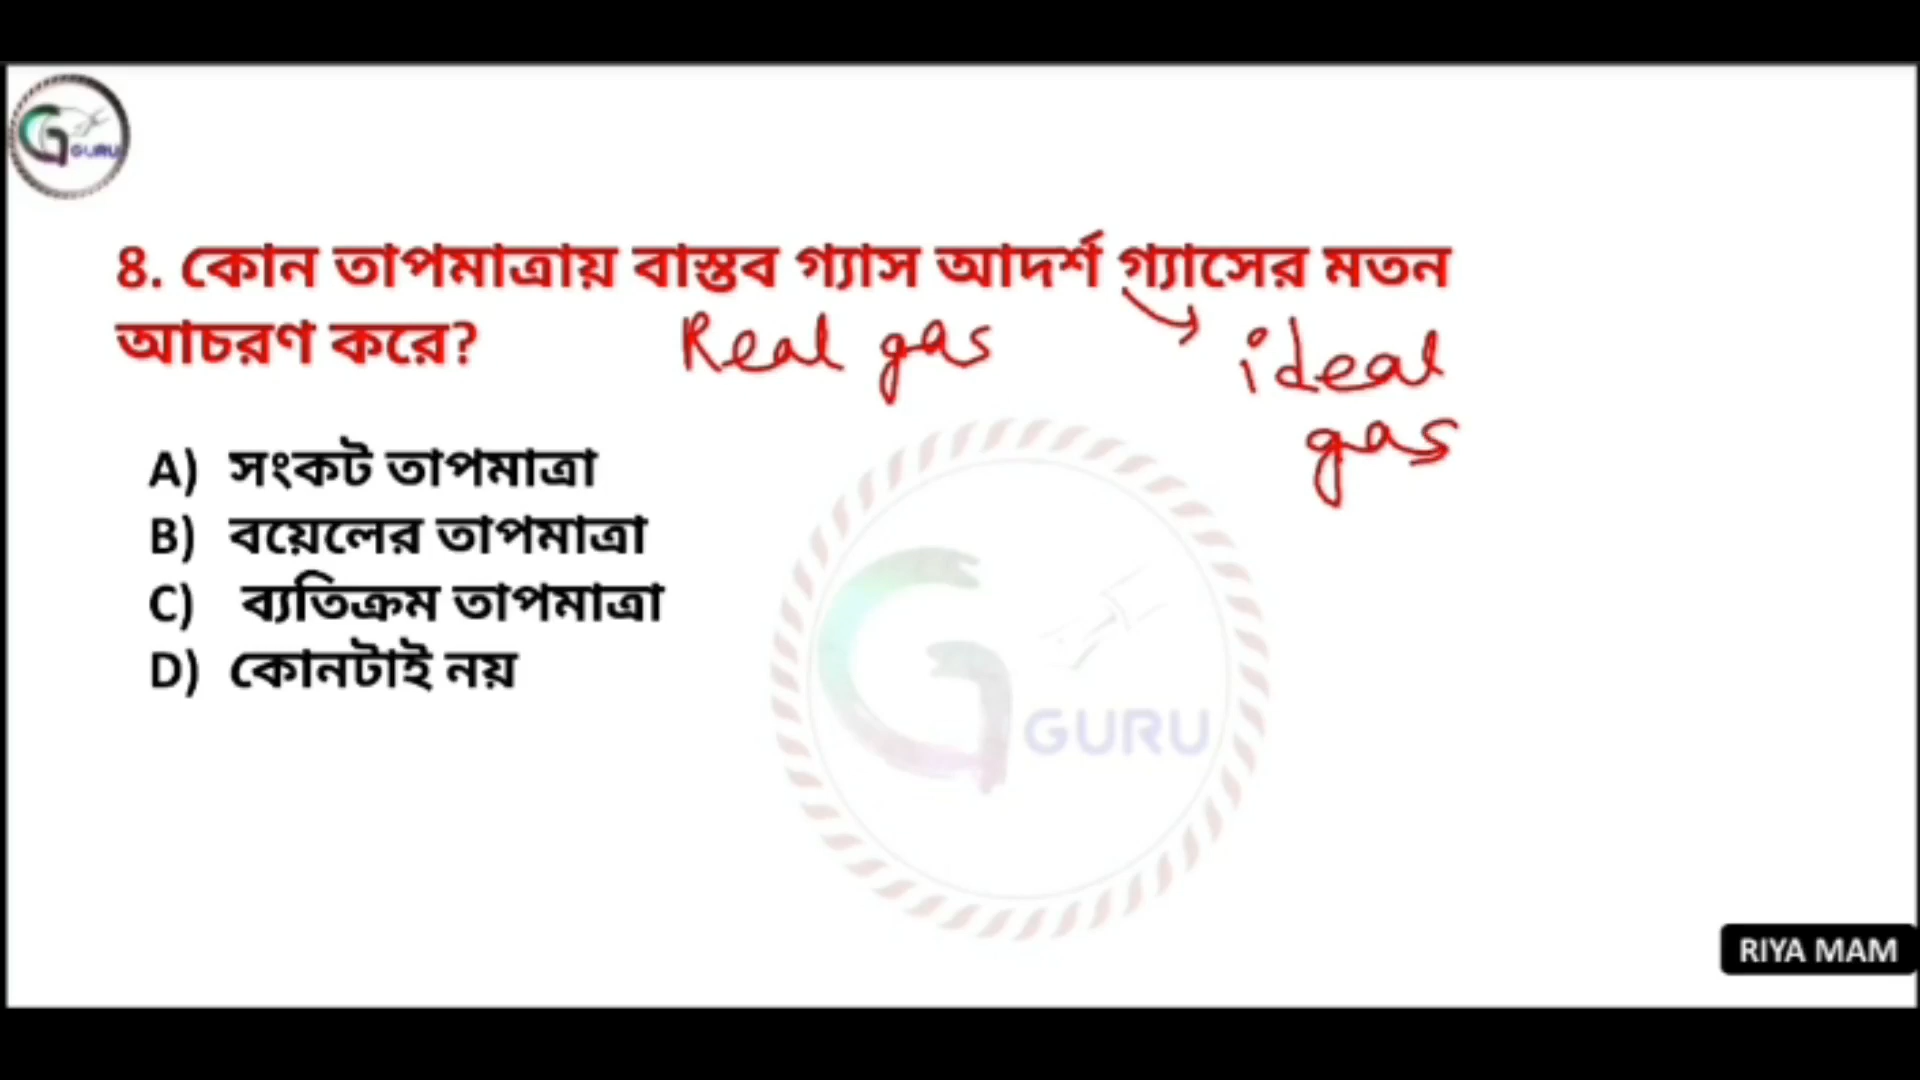 GURU
8. কোন তাপমাত্রায় বাস্তব গ্যাস আদর্শ গ্যাসের মতন
আচরণ করে?
Real gas
ideal
gas
A) সংকট তাপমাত্রা
B) বয়েলের তাপমাত্রা
C) ব্যতিক্রম তাপমাত্রা
D) কোনটাই নয়
GURU
RIYA MAM